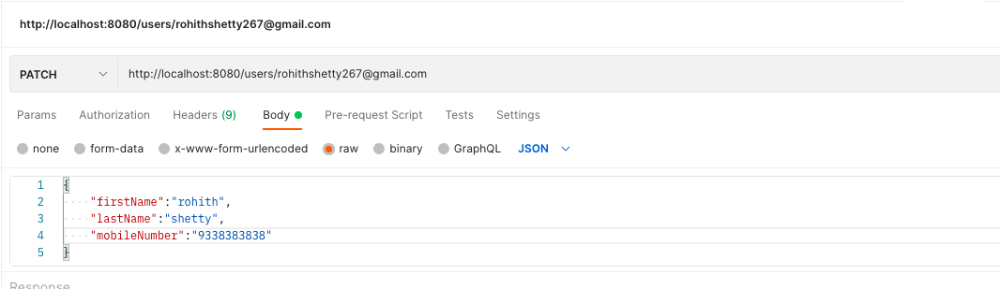 http://localhost:8080/users/rohithshetty267@gmail.com
PATCH http://localhost:8080/users/rohithshetty267@gmail.com
Params Authorization Headers (9) Body Pre-request Script Tests Settings
none form-data x-www-form-urlencoded raw binary GraphQL JSON
1 {
2 "firstName":"rohith",
3 "lastName":"shetty",
4 "mobileNumber":"9338383838"
5 }
Response